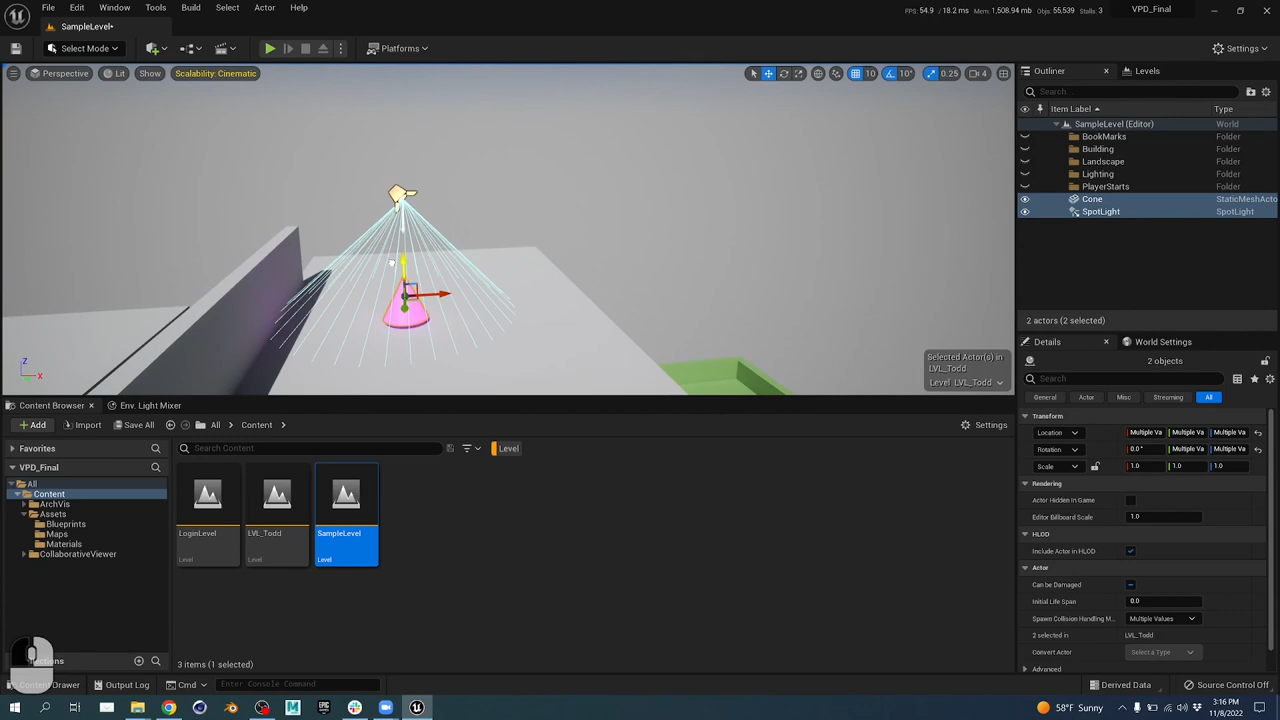 File Edit Window Tools Build Select Actor Help
FPS: 54.9 / 18.2 ms Mem: 1,508.94 mb Objs: 55,539 Stalls: 3
VPD_Final
SampleLevel•
Select Mode
Platforms
Settings
Perspective Lit Show Scalability: Cinematic
10 10° 0.25 4
Outliner Levels
Search...
Item Label Type
SampleLevel (Editor) World
BookMarks Folder
Building Folder
Landscape Folder
Lighting Folder
PlayerStarts Folder
Cone StaticMeshActo
SpotLight SpotLight
2 actors (2 selected)
Selected Actor(s) in
LVL_Todd
Level LVL_Todd
Z
X
Details World Settings
2 objects
Search
General Actor Misc Streaming All
Transform
Location Multiple Va Multiple Va Multiple Va
Rotation 0.0 ° Multiple Va Multiple Va
Scale 1.0 1.0 1.0
Rendering
Actor Hidden In Game
Editor Billboard Scale 1.0
HLOD
Include Actor in HLOD
Actor
Can be Damaged
Initial Life Span 0.0
Spawn Collision Handling M... Multiple Values
2 selected in LVL_Todd
Convert Actor Select a Type
Advanced
Content Browser Env. Light Mixer
Add Import Save All All Content Settings
Favorites
Search Content Level
VPD_Final
All
Content
ArchVis
Assets
Blueprints
Maps
Materials
CollaborativeViewer
LoginLevel
Level
LVL_Todd
Level
SampleLevel
Level
3 items (1 selected)
Content Drawer Output Log Cmd Enter Console Command
Derived Data Source Control Off
58°F Sunny
3:16 PM
11/8/2022